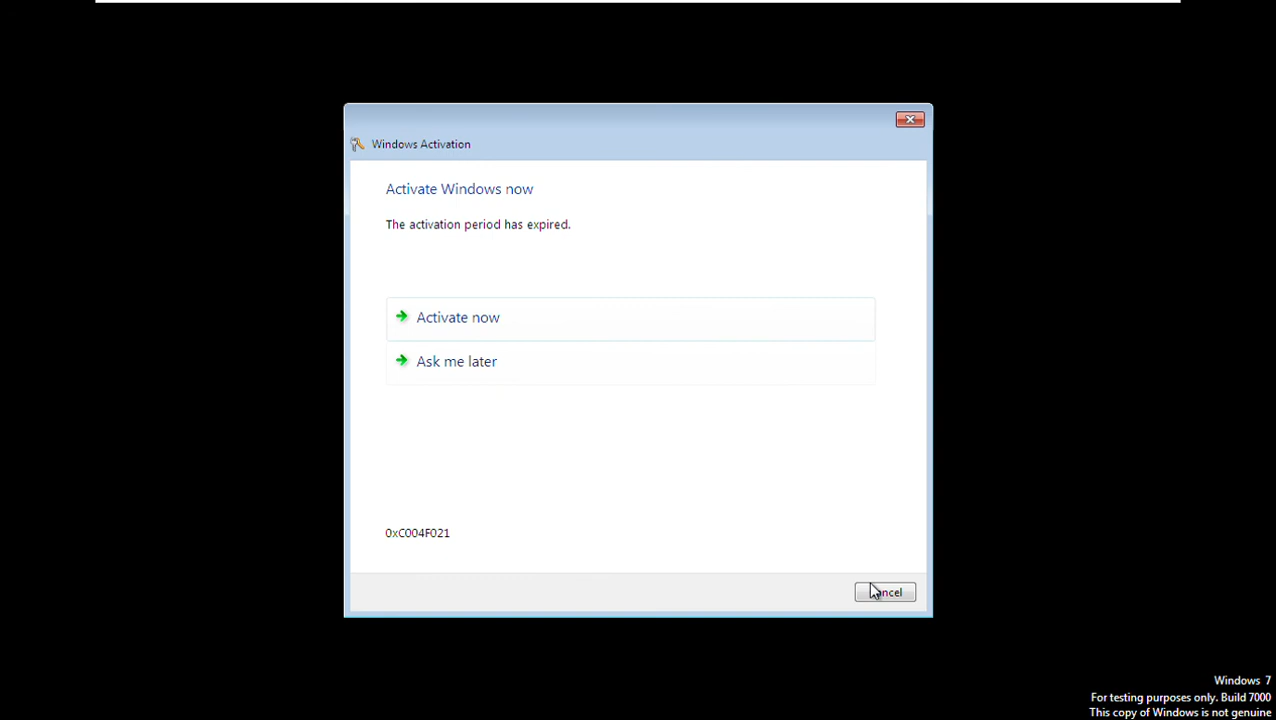 Windows Activation
Activate Windows now
The activation period has expired.
Activate now
Ask me later
0xC004F021
Cancel
Windows 7
For testing purposes only. Build 7000
This copy of Windows is not genuine